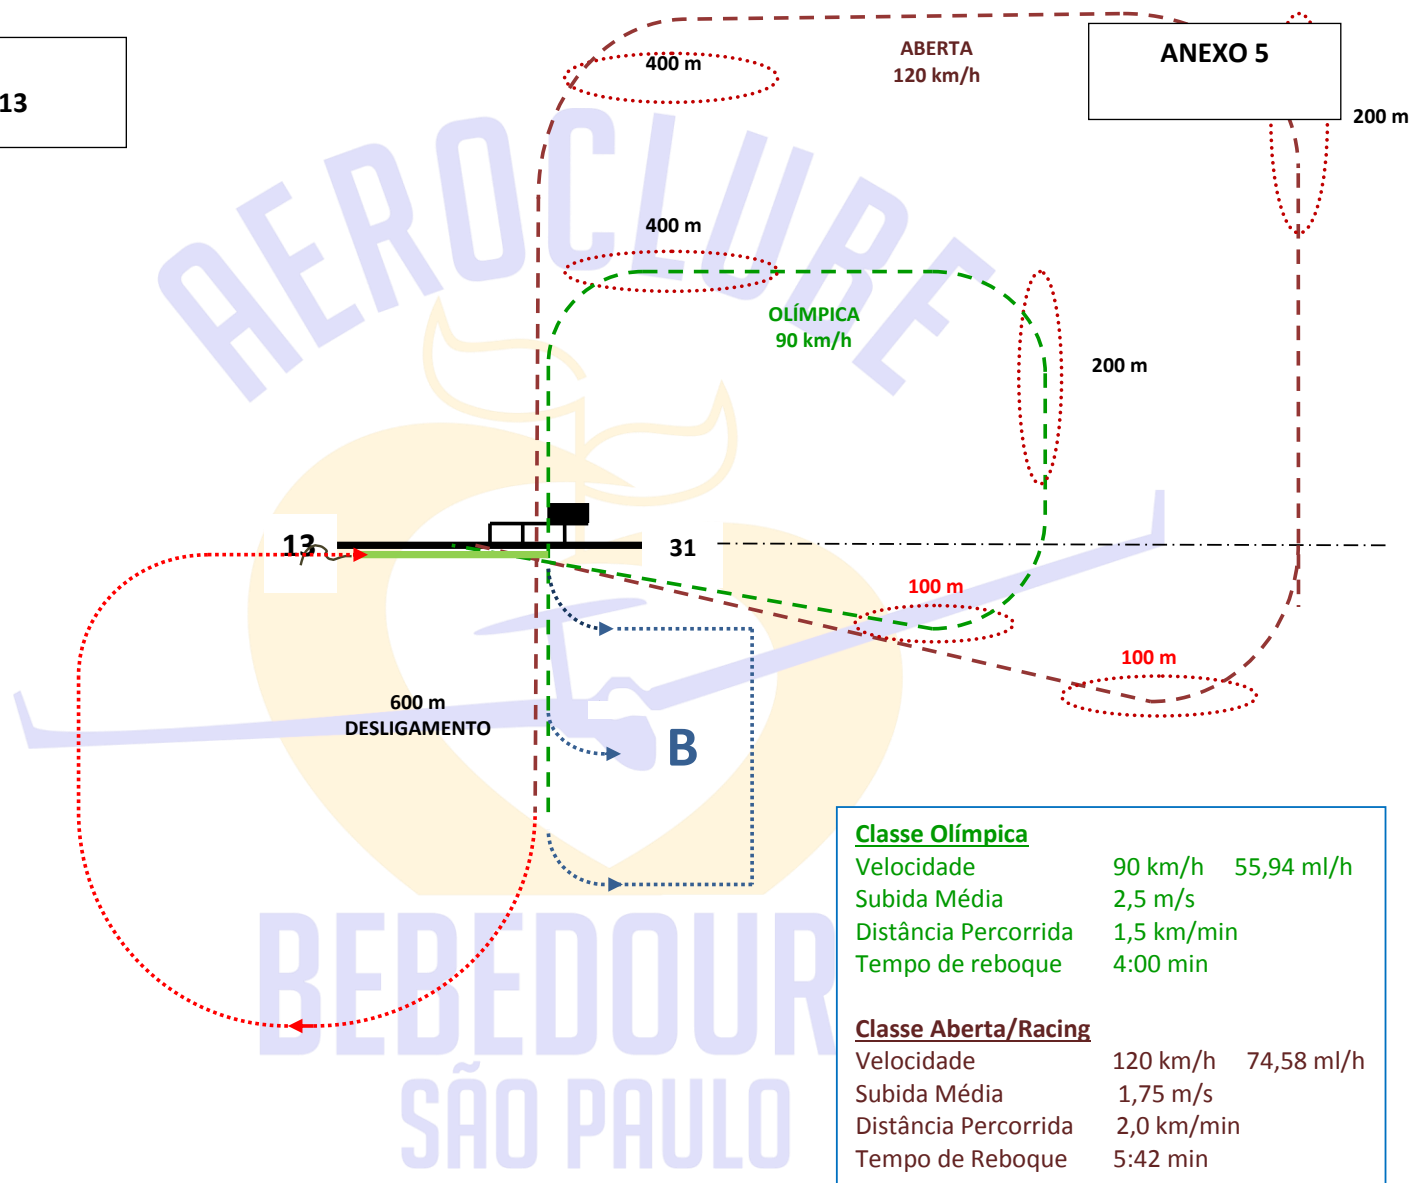 ANEXO 5
13
ABERTA
120 km/h
400 m
200 m
400 m
OLÍMPICA
90 km/h
200 m
13
31
100 m
100 m
600 m
DESLIGAMENTO
B
Classe Olímpica
Velocidade 90 km/h 55,94 ml/h
Subida Média 2,5 m/s
Distância Percorrida 1,5 km/min
Tempo de reboque 4:00 min
Classe Aberta/Racing
Velocidade 120 km/h 74,58 ml/h
Subida Média 1,75 m/s
Distância Percorrida 2,0 km/min
Tempo de Reboque 5:42 min
AEROCLUBE
BEBEDOUR
SÃO PAULO